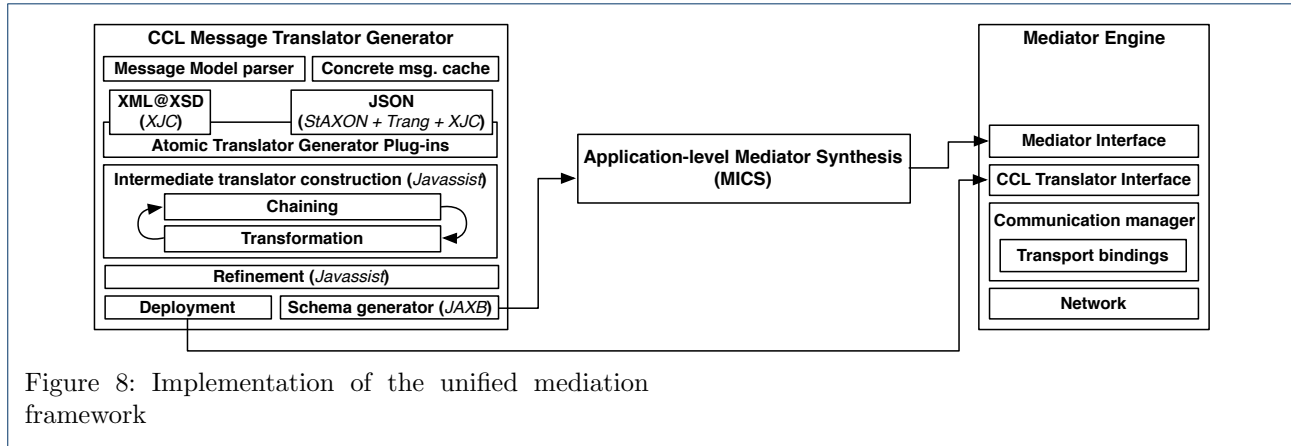 CCL Message Translator Generator
Message Model parser
Concrete msg. cache
XML@XSD
(XJC)
JSON
(StAXON + Trang + XJC)
Atomic Translator Generator Plug-ins
Intermediate translator construction (Javassist)
Chaining
Transformation
Refinement (Javassist)
Deployment
Schema generator (JAXB)
Application-level Mediator Synthesis
(MICS)
Mediator Engine
Mediator Interface
CCL Translator Interface
Communication manager
Transport bindings
Network
Figure 8: Implementation of the unified mediation
framework